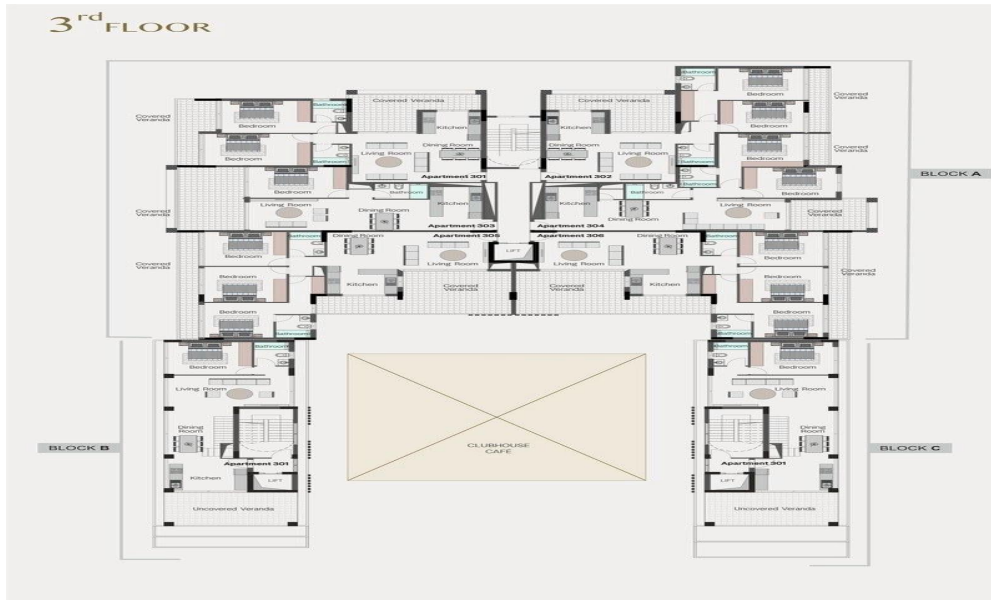 3rd FLOOR
Bathroom
Bedroom
Covered
Veranda
Covered
Veranda
Bedroom
Bathroom
Covered Veranda
Covered Veranda
Bedroom
Kitchen
Kitchen
Bedroom
Bathroom
Living Room
Dining Room
Apartment 301
Dining Room
Living Room
Apartment 302
Bathroom
Bedroom
Covered
Veranda
Bathroom
Bedroom
BLOCK A
Bedroom
Bathroom
Kitchen
Kitchen
Bathroom
Covered
Veranda
Living Room
Dining Room
Apartment 303
Dining Room
Apartment 304
Living Room
Covered
Veranda
Bathroom
Bedroom
Dining Room
Apartment 305
Living Room
LIFT
Apartment 306
Living Room
Dining Room
Bathroom
Bedroom
Covered
Veranda
Bedroom
Kitchen
Covered
Veranda
Covered
Veranda
Kitchen
Bedroom
Covered
Veranda
Bedroom
Bathroom
Bathroom
Bedroom
Bathroom
Bedroom
Living Room
Dining
Room
BLOCK B
Apartment 301
LIFT
Kitchen
Uncovered Veranda
CLUBHOUSE
CAFE
Bathroom
Bedroom
Living Room
Dining
Room
BLOCK C
Apartment 301
LIFT
Kitchen
Uncovered Veranda